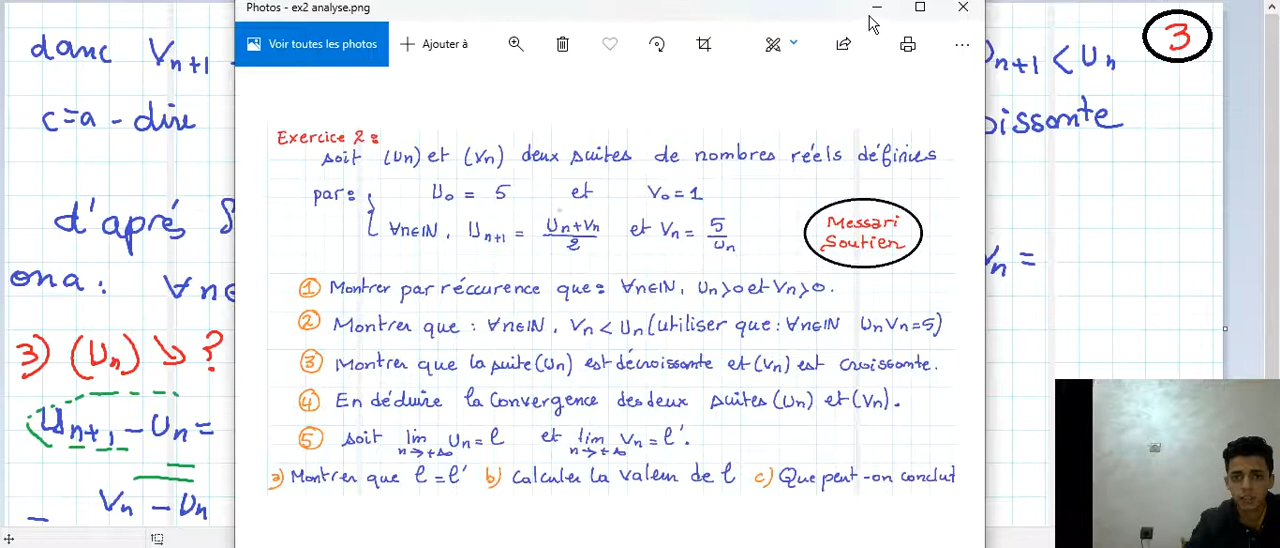 Photos - ex2 analyse.png
Voir toutes les photos
Ajouter à
danc Vn+1
c=a-dire
d'aprés
ona: ∀n∈
3) (Un) ↘ ?
Un+1 - Un =
Vn - Un
Un+1 < Un
oissante
Vn =
3
Exercice 2 :
soit (Un) et (Vn) deux suites de nombres réels définies
par : { U0 = 5 et V0 = 1
∀n∈IN, Un+1 = (Un+Vn)/2 et Vn = 5/Un
Messari
Soutien
① Montrer par réccurence que : ∀n∈IN, Un>0 et Vn>0.
② Montrer que : ∀n∈IN, Vn < Un (utiliser que : ∀n∈IN UnVn=5)
③ Montrer que la suite (Un) est décroissante et (Vn) est croissante.
④ En déduire la convergence des deux suites (Un) et (Vn).
⑤ soit lim n→+∞ Un = l et lim n→+∞ Vn = l'.
a) Montrer que l = l' b) Calculer la valeur de l c) Que peut-on conclut